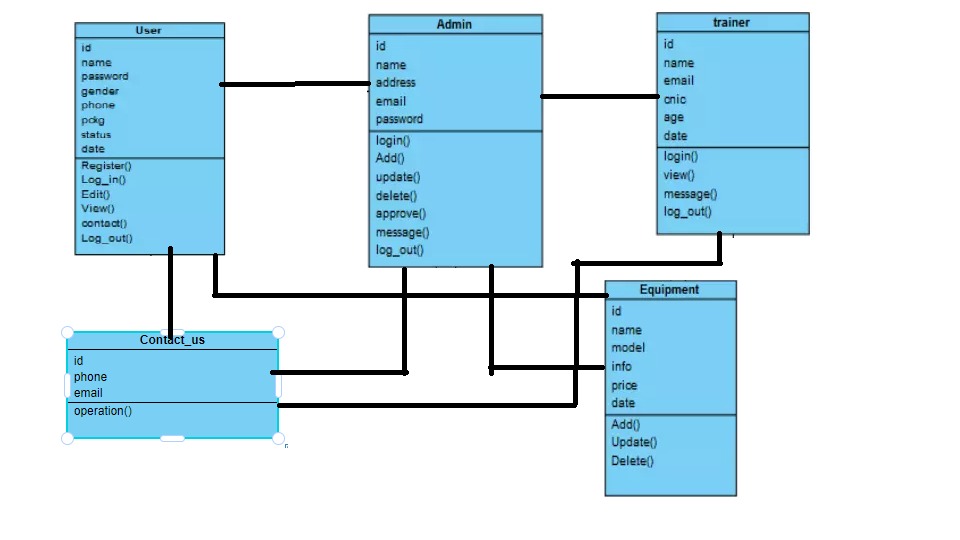 User
id
name
password
gender
phone
pckg
status
date
Register()
Log_in()
Edit()
View()
contact()
Log_out()
Admin
id
name
address
email
password
login()
Add()
update()
delete()
approve()
message()
log_out()
trainer
id
name
email
cnic
age
date
login()
view()
message()
log_out()
Contact_us
id
phone
email
operation()
Equipment
id
name
model
info
price
date
Add()
Update()
Delete()